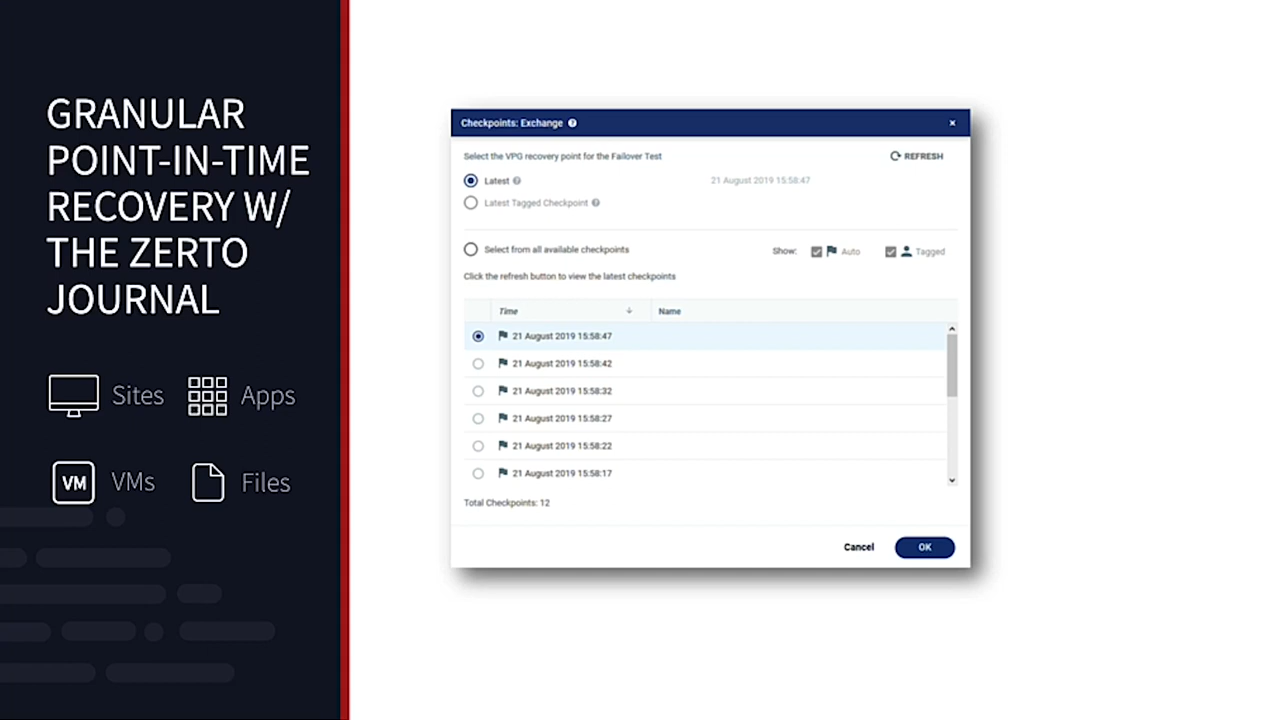 GRANULAR
POINT-IN-TIME
RECOVERY W/
THE ZERTO
JOURNAL
Sites
Apps
VM
VMs
Files
Checkpoints: Exchange ?
×
Select the VPG recovery point for the Failover Test
REFRESH
Latest ?
21 August 2019 15:58:47
Latest Tagged Checkpoint ?
Select from all available checkpoints
Show: Auto Tagged
Click the refresh button to view the latest checkpoints
Time ↓ Name
21 August 2019 15:58:47
21 August 2019 15:58:42
21 August 2019 15:58:32
21 August 2019 15:58:27
21 August 2019 15:58:22
21 August 2019 15:58:17
Total Checkpoints: 12
Cancel
OK